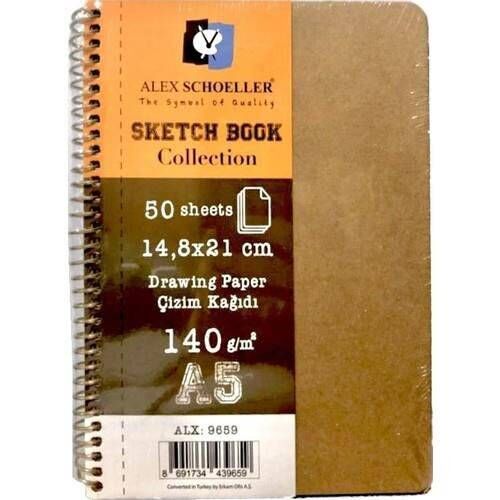 ALEX SCHOELLER®
The Symbol Of Quality
SKETCH BOOK
Collection
50 sheets
14,8x21 cm
Drawing Paper
Çizim Kağıdı
140 g/m²
A5
ALX: 9659
8 691734 439659
Converted in Turkey by Erkam Ofis A.Ş.